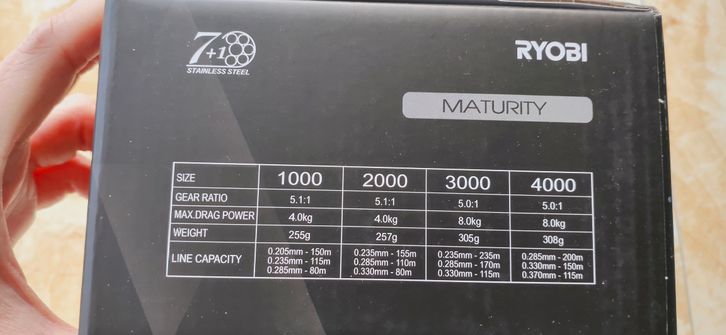 7+1
STAINLESS STEEL
RYOBI
MATURITY
SIZE 1000 2000 3000 4000
GEAR RATIO 5.1:1 5.1:1 5.0:1 5.0:1
MAX.DRAG POWER 4.0kg 4.0kg 8.0kg 8.0kg
WEIGHT 255g 257g 305g 308g
LINE CAPACITY
0.205mm - 150m 0.235mm - 155m 0.235mm - 235m 0.285mm - 200m
0.235mm - 115m 0.285mm - 110m 0.285mm - 170m 0.330mm - 150m
0.285mm - 80m 0.330mm - 80m 0.330mm - 115m 0.370mm - 115m